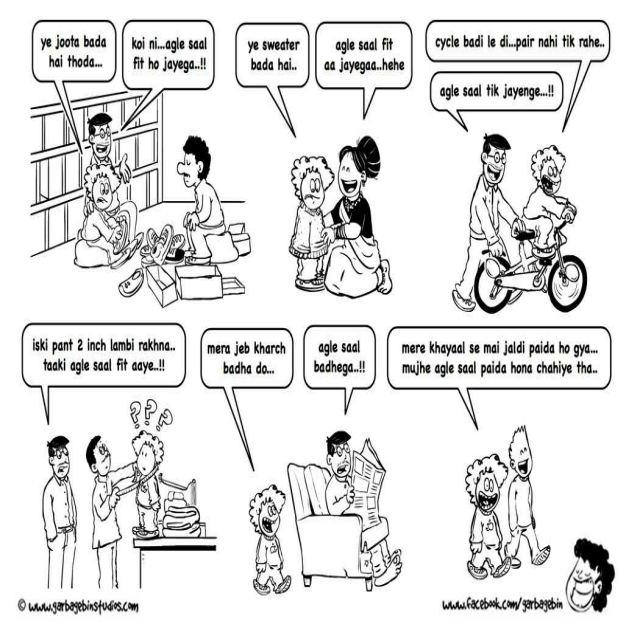 ye joota bada
hai thoda...
koi ni...agle saal
fit ho jayega..!!
ye sweater
bada hai..
agle saal fit
aa jayegaa..hehe
cycle badi le di...pair nahi tik rahe..
agle saal tik jayenge...!!
iski pant 2 inch lambi rakhna..
taaki agle saal fit aaye..!!
mera jeb kharch
badha do...
agle saal
badhega..!!
mere khayaal se mai jaldi paida ho gya...
mujhe agle saal paida hona chahiye tha..
???
© www.garbagebinstudios.com
www.facebook.com/garbagebin